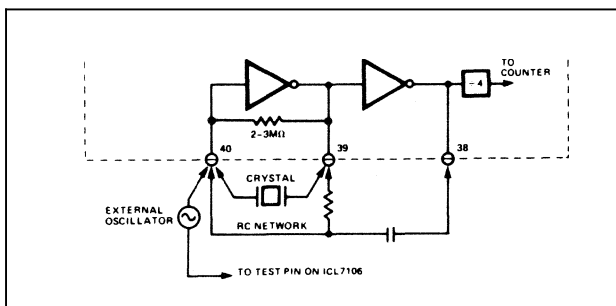 TO
COUNTER
÷4
2-3MΩ
40
39
38
CRYSTAL
EXTERNAL
OSCILLATOR
RC NETWORK
TO TEST PIN ON ICL7106